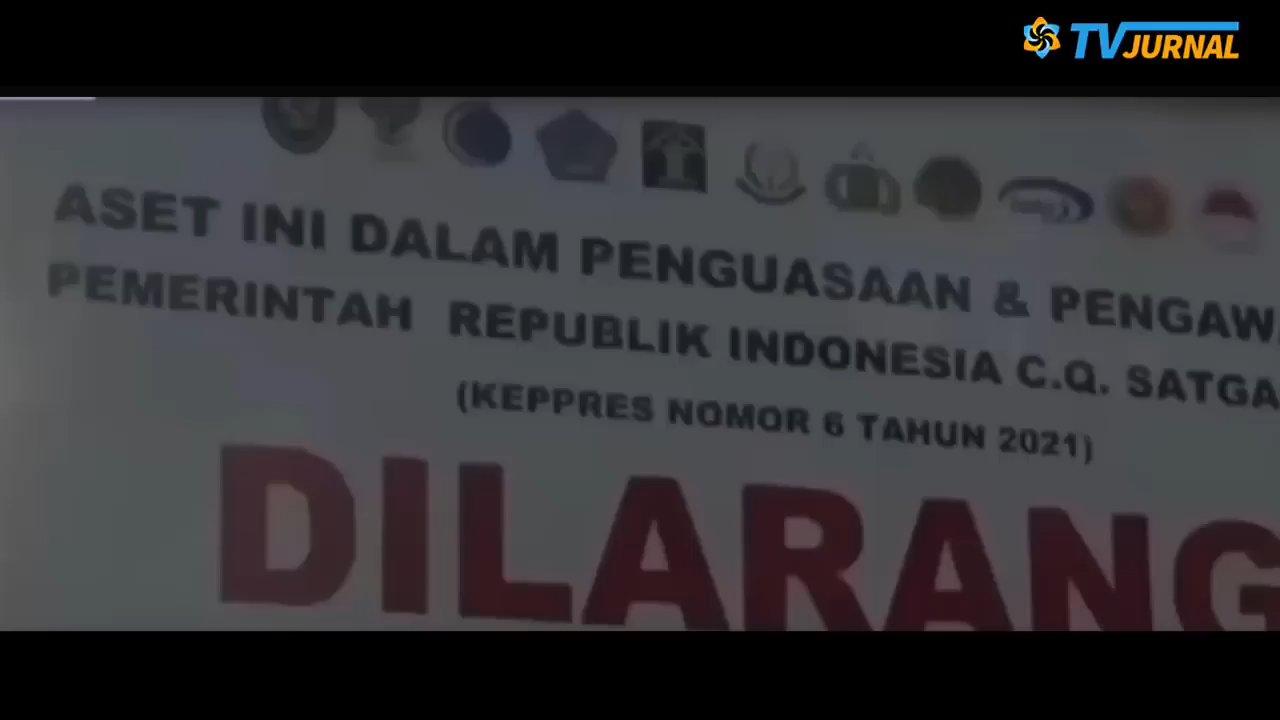 TVJURNAL
ASET INI DALAM PENGUASAAN & PENGAW
PEMERINTAH REPUBLIK INDONESIA C.Q. SATGA
(KEPPRES NOMOR 6 TAHUN 2021)
DILARANG